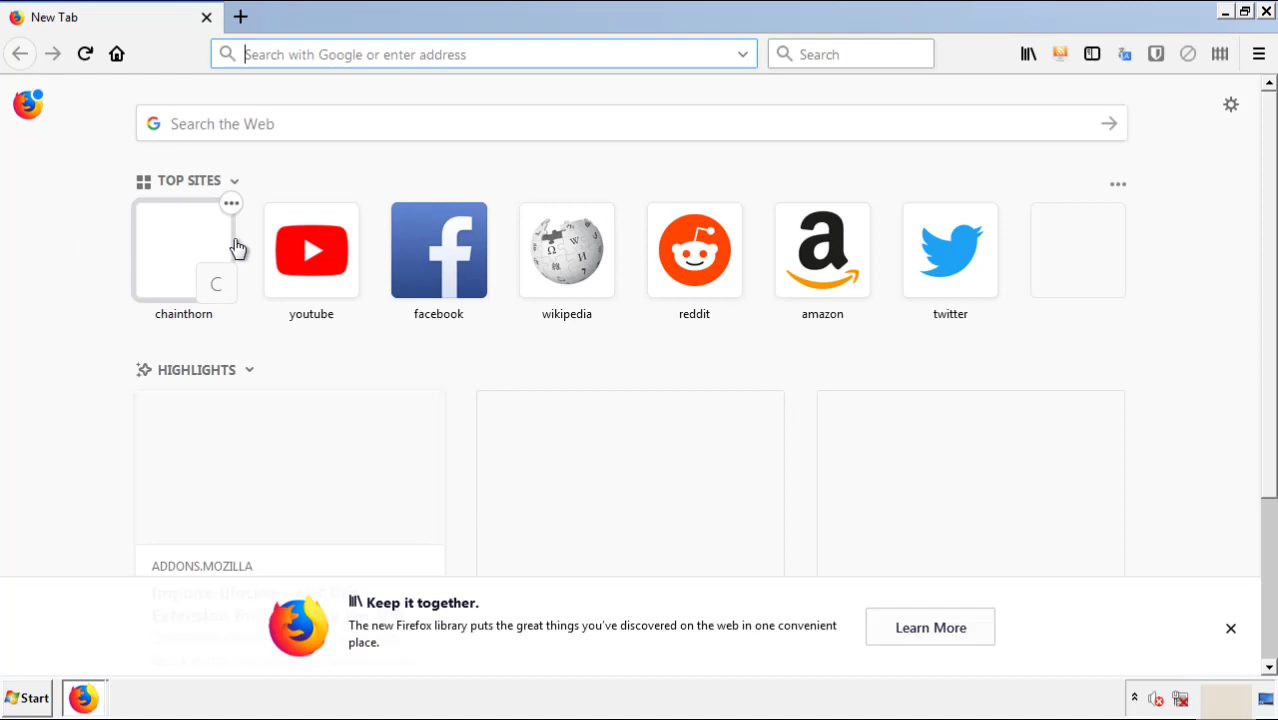 New Tab
Search with Google or enter address
Search
Search the Web
TOP SITES
C
chainthorn
youtube
facebook
wikipedia
reddit
amazon
twitter
HIGHLIGHTS
ADDONS.MOZILLA
Keep it together.
The new Firefox library puts the great things you've discovered on the web in one convenient
place.
Learn More
Start